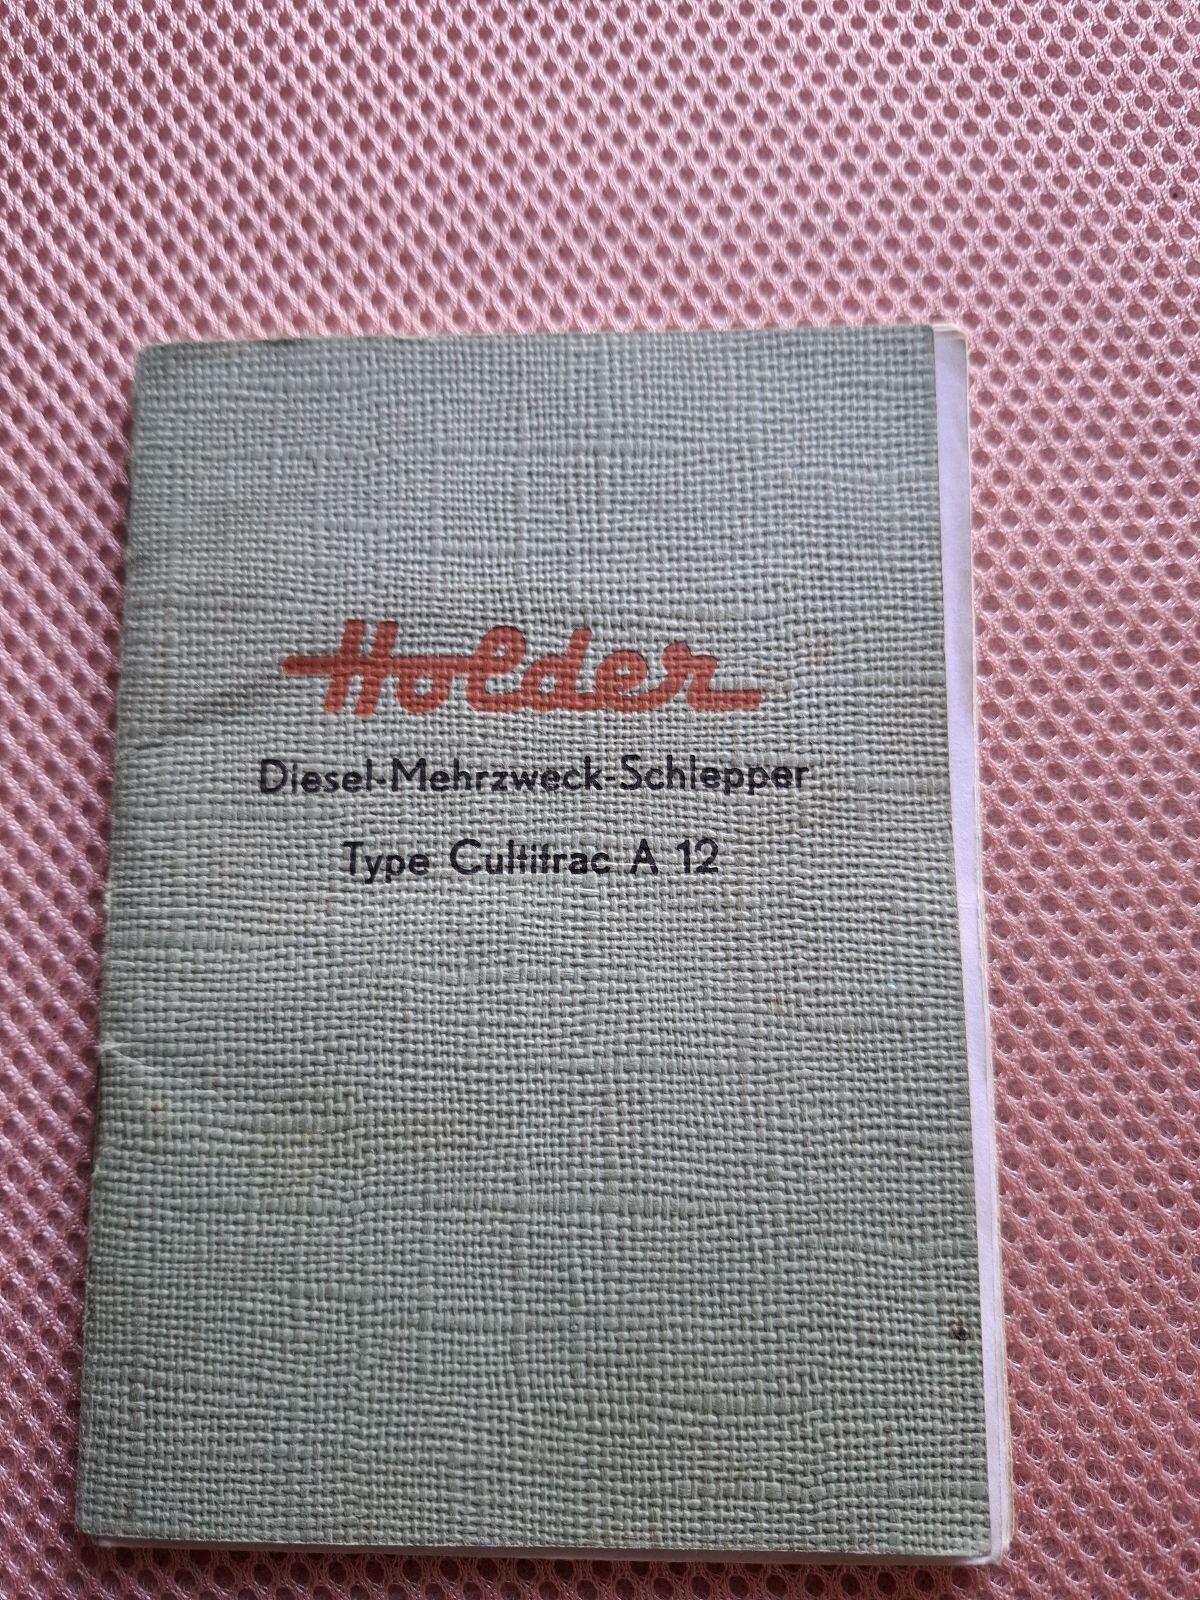 Holder
Diesel-Mehrzweck-Schlepper
Type Cultitrac A 12